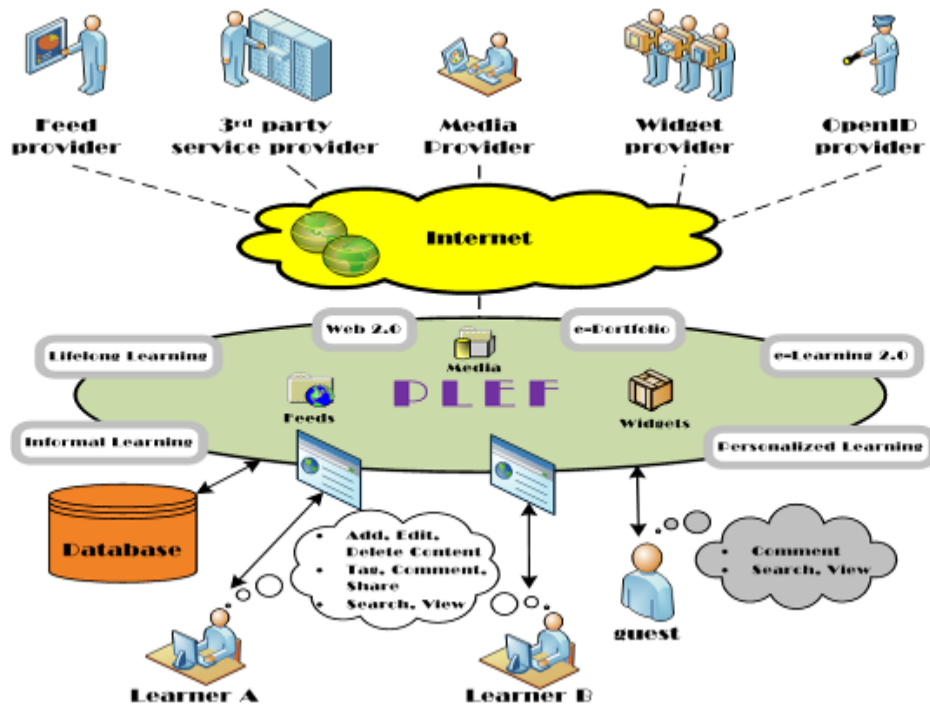 Feed
provider
3rd party
service provider
Media
Provider
Widget
provider
OpenID
provider
Internet
Web 2.0
e-Portfolio
Lifelong Learning
e-Learning 2.0
Media
PLEF
Feeds
Widgets
Informal Learning
Personalized Learning
Database
• Add, Edit,
Delete Content
• Tag, Comment,
Share
• Search, View
• Comment
• Search, View
guest
Learner A
Learner B